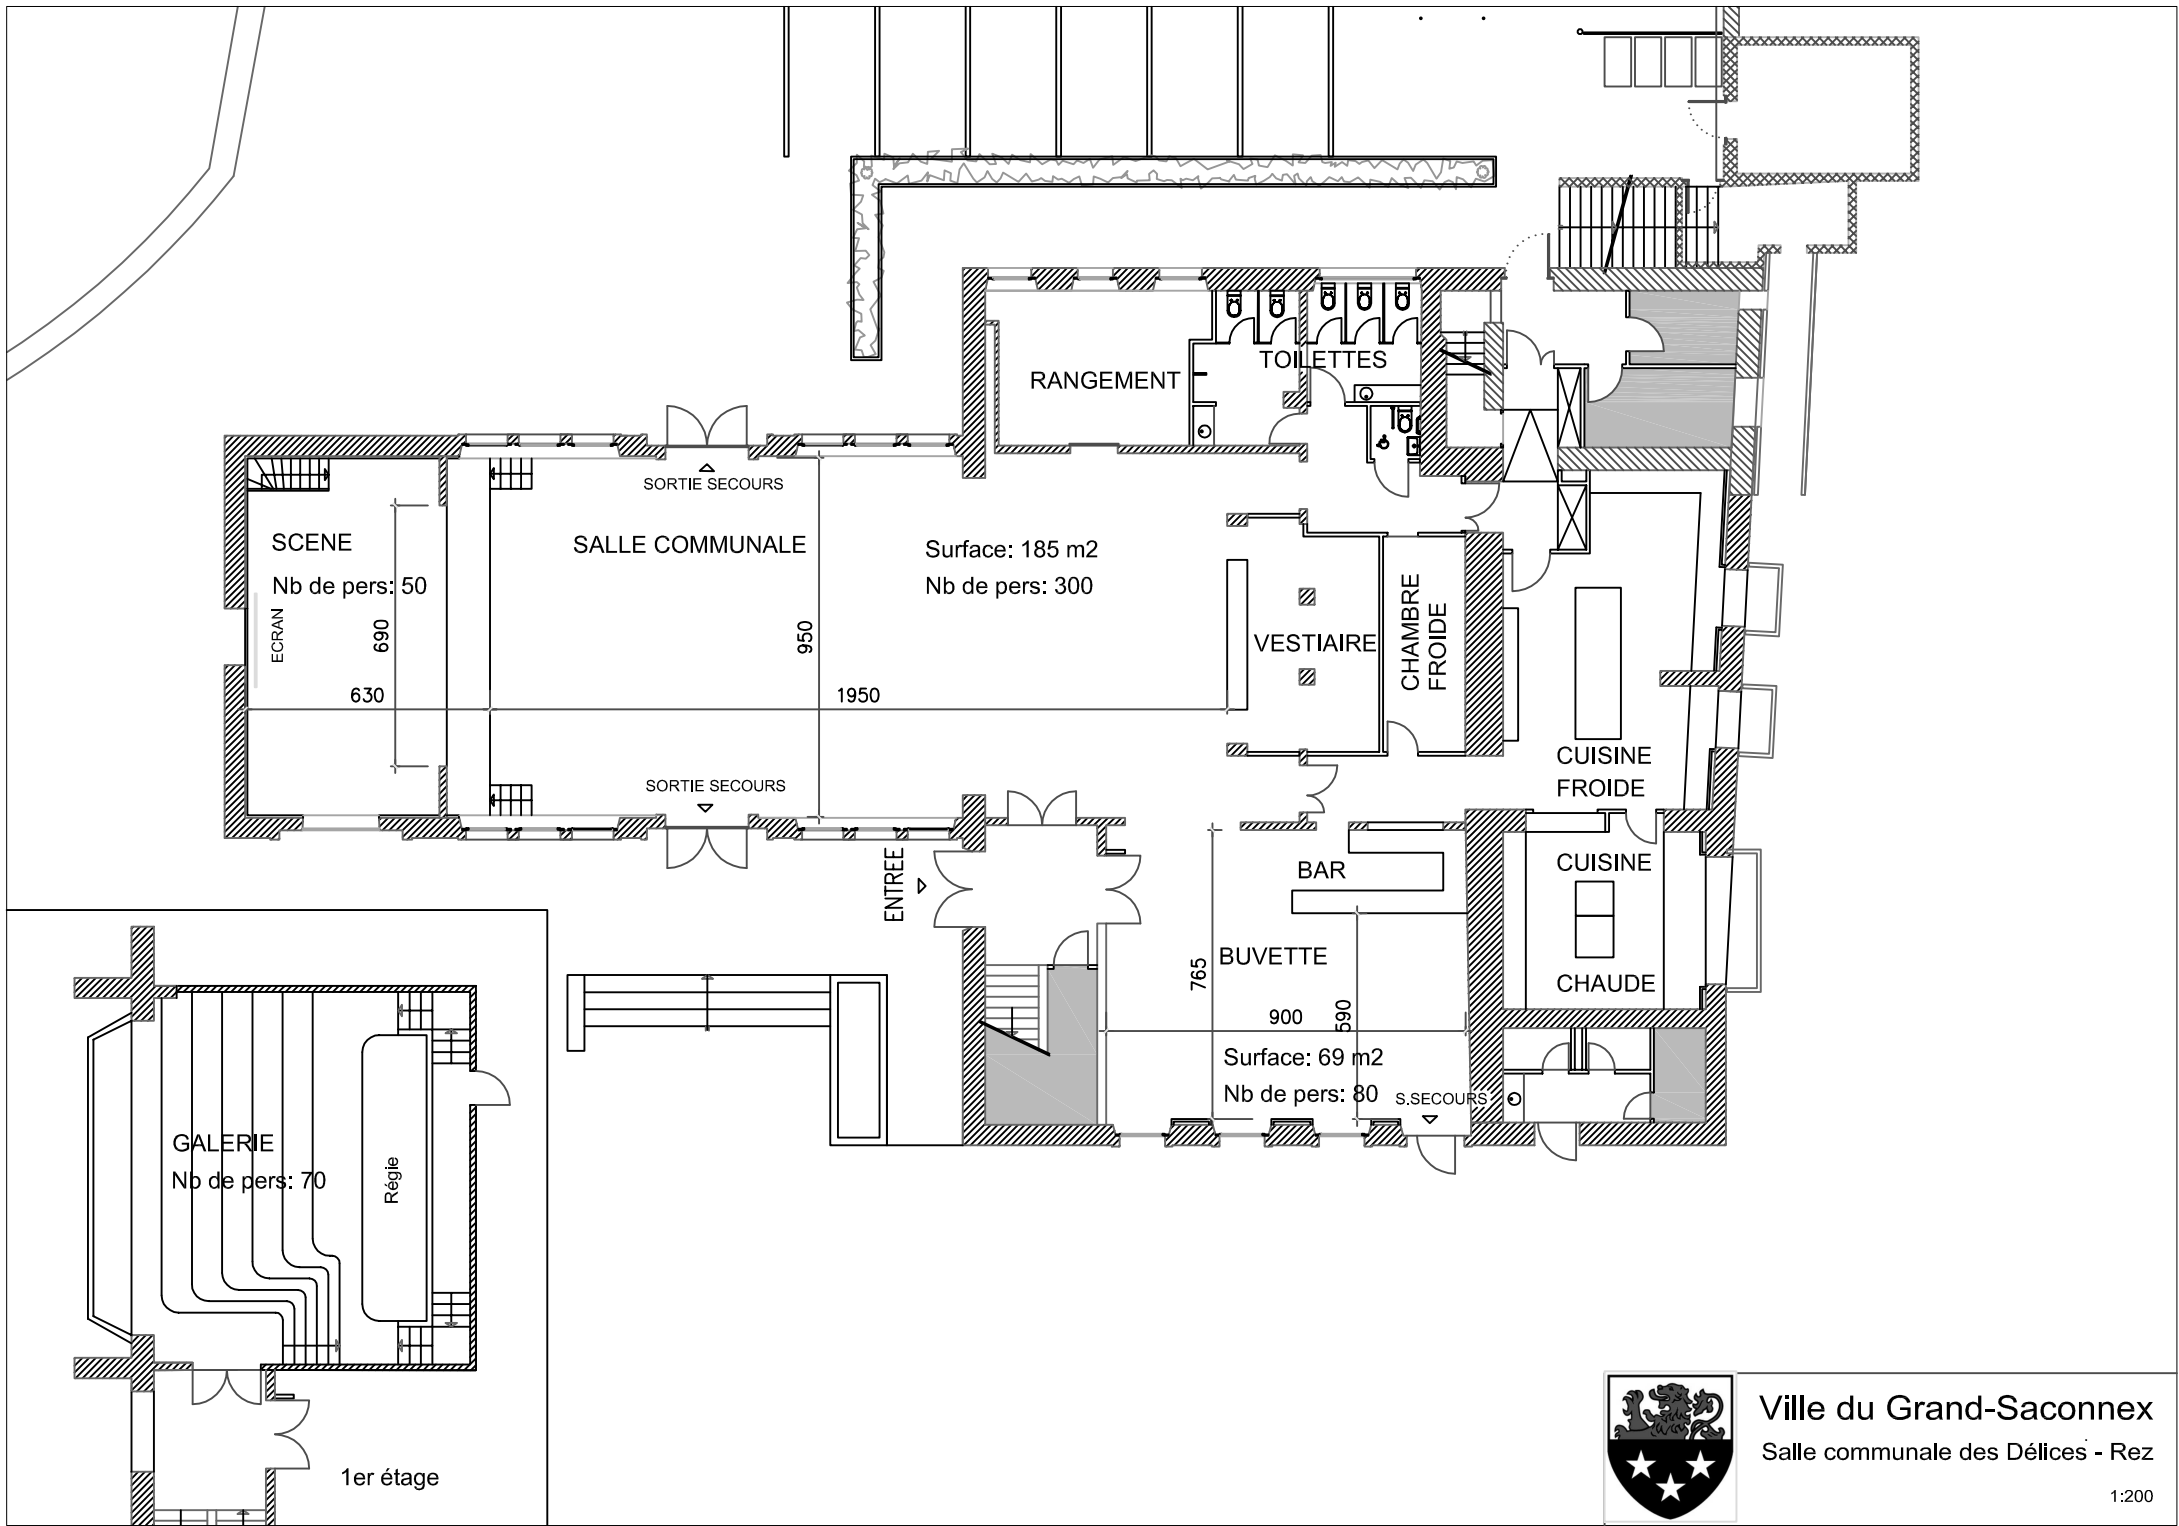 RANGEMENT
TOILETTES
SORTIE SECOURS
SCENE
Nb de pers: 50
ECRAN
690
630
SALLE COMMUNALE
950
1950
Surface: 185 m2
Nb de pers: 300
VESTIAIRE
CHAMBRE
FROIDE
CUISINE
FROIDE
SORTIE SECOURS
ENTREE
BAR
CUISINE
CHAUDE
BUVETTE
765
900
590
Surface: 69 m2
Nb de pers: 80
S.SECOURS
GALERIE
Nb de pers: 70
Régie
1er étage
Ville du Grand-Saconnex
Salle communale des Délices - Rez
1:200